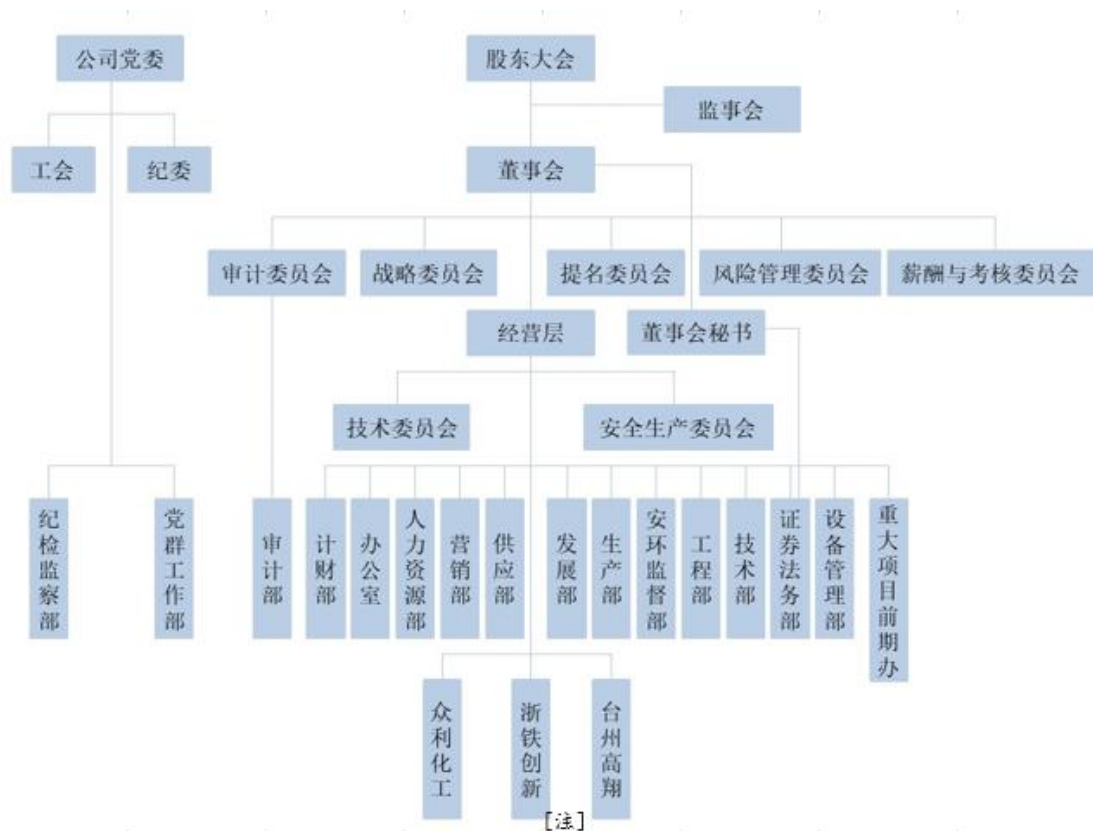 公司党委
股东大会
监事会
工会
纪委
董事会
审计委员会
战略委员会
提名委员会
风险管理委员会
薪酬与考核委员会
经营层
董事会秘书
技术委员会
安全生产委员会
纪检监察部
党群工作部
审计部
计财部
办公室
人力资源部
营销部
供应部
发展部
生产部
安环监督部
工程部
技术部
证券法务部
设备管理部
重大项目前期办
众利化工
浙铁创新
台州高翔
[注]